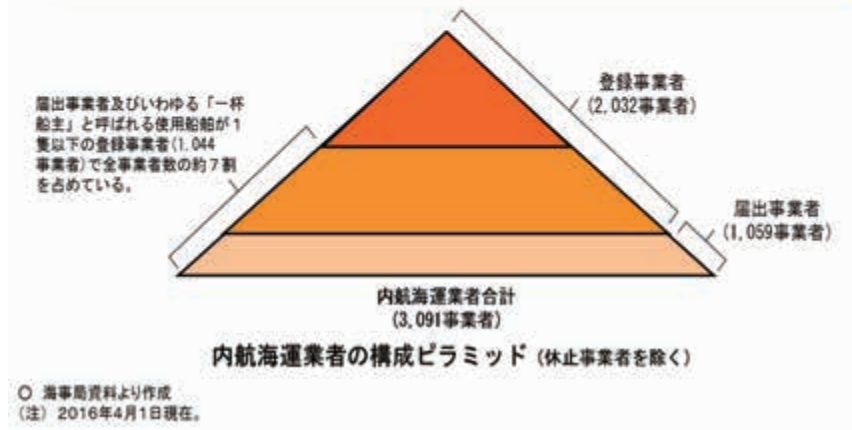 届出事業者及びいわゆる「一杯
船主」と呼ばれる使用船舶が1
隻以下の登録事業者(1,044
事業者)で全事業者数の約7割
を占めている。
登録事業者
(2,032事業者)
届出事業者
(1,059事業者)
内航海運業者合計
(3,091事業者)
内航海運業者の構成ピラミッド(休止事業者を除く)
○ 海事局資料より作成
(注) 2016年4月1日現在。